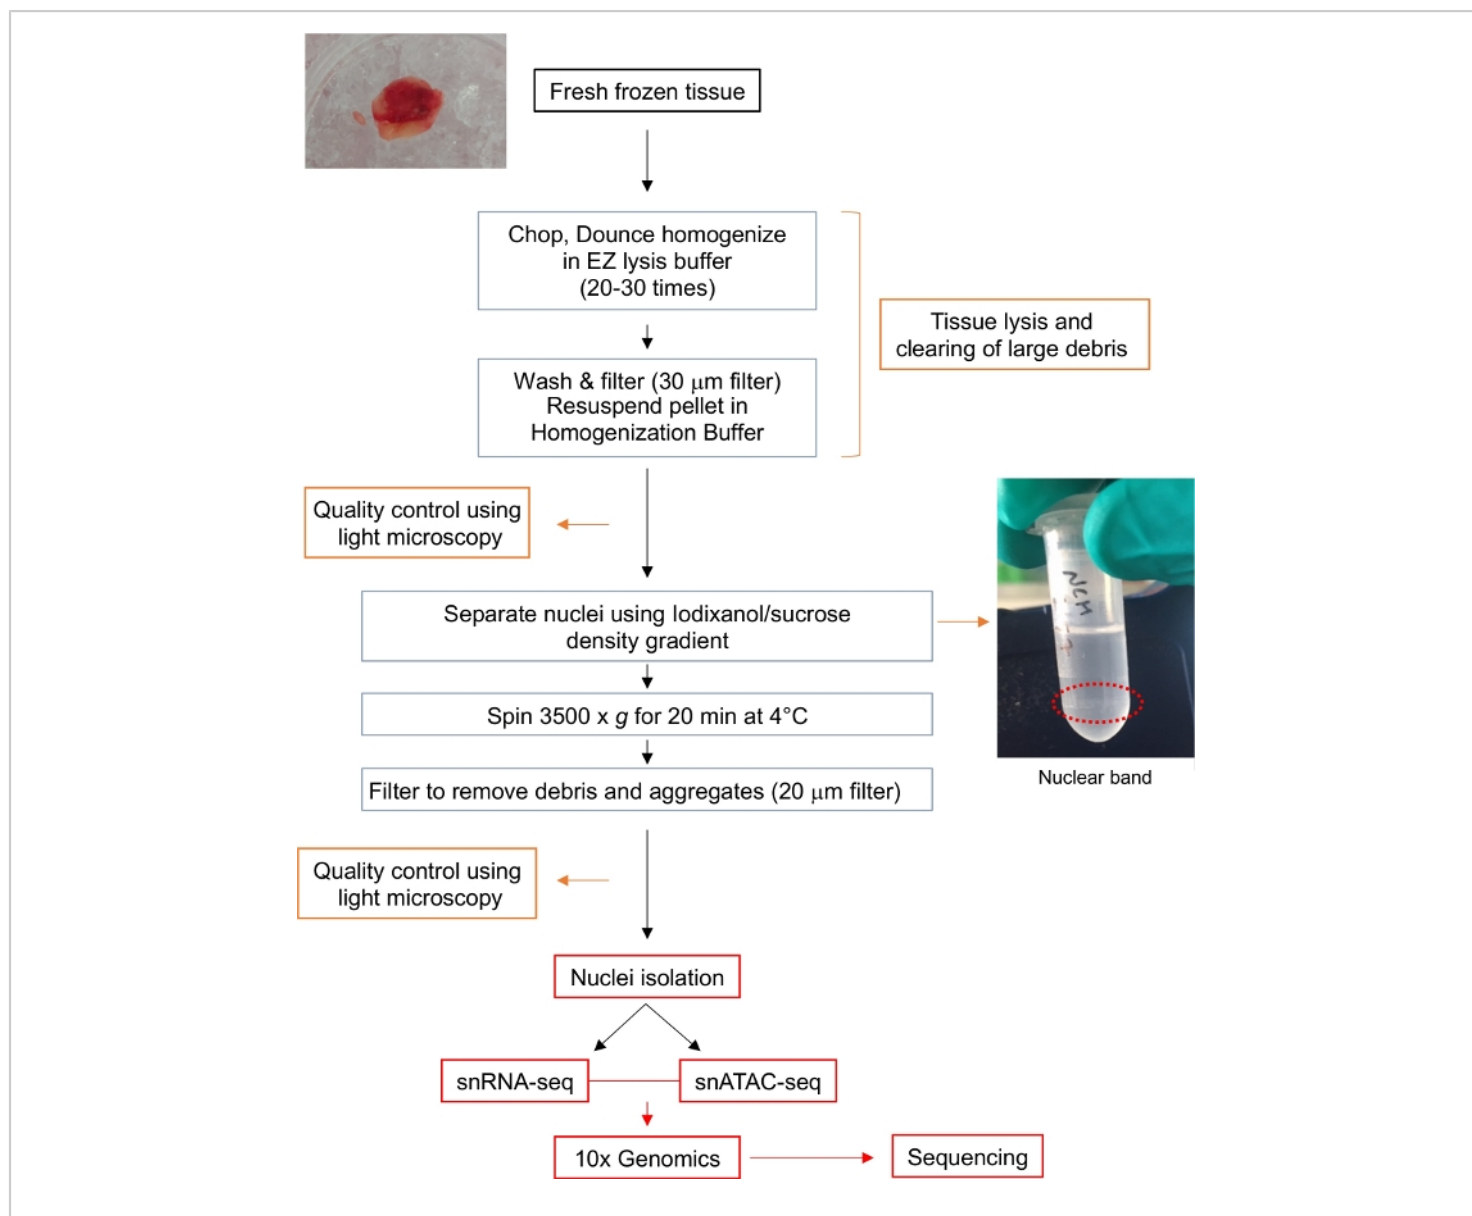 Fresh frozen tissue
Chop, Dounce homogenize
in EZ lysis buffer
(20-30 times)
Tissue lysis and
clearing of large debris
Wash & filter (30 μm filter)
Resuspend pellet in
Homogenization Buffer
Quality control using
light microscopy
Separate nuclei using Iodixanol/sucrose
density gradient
NCH
Spin 3500 x g for 20 min at 4°C
Nuclear band
Filter to remove debris and aggregates (20 μm filter)
Quality control using
light microscopy
Nuclei isolation
snRNA-seq
snATAC-seq
10x Genomics
Sequencing